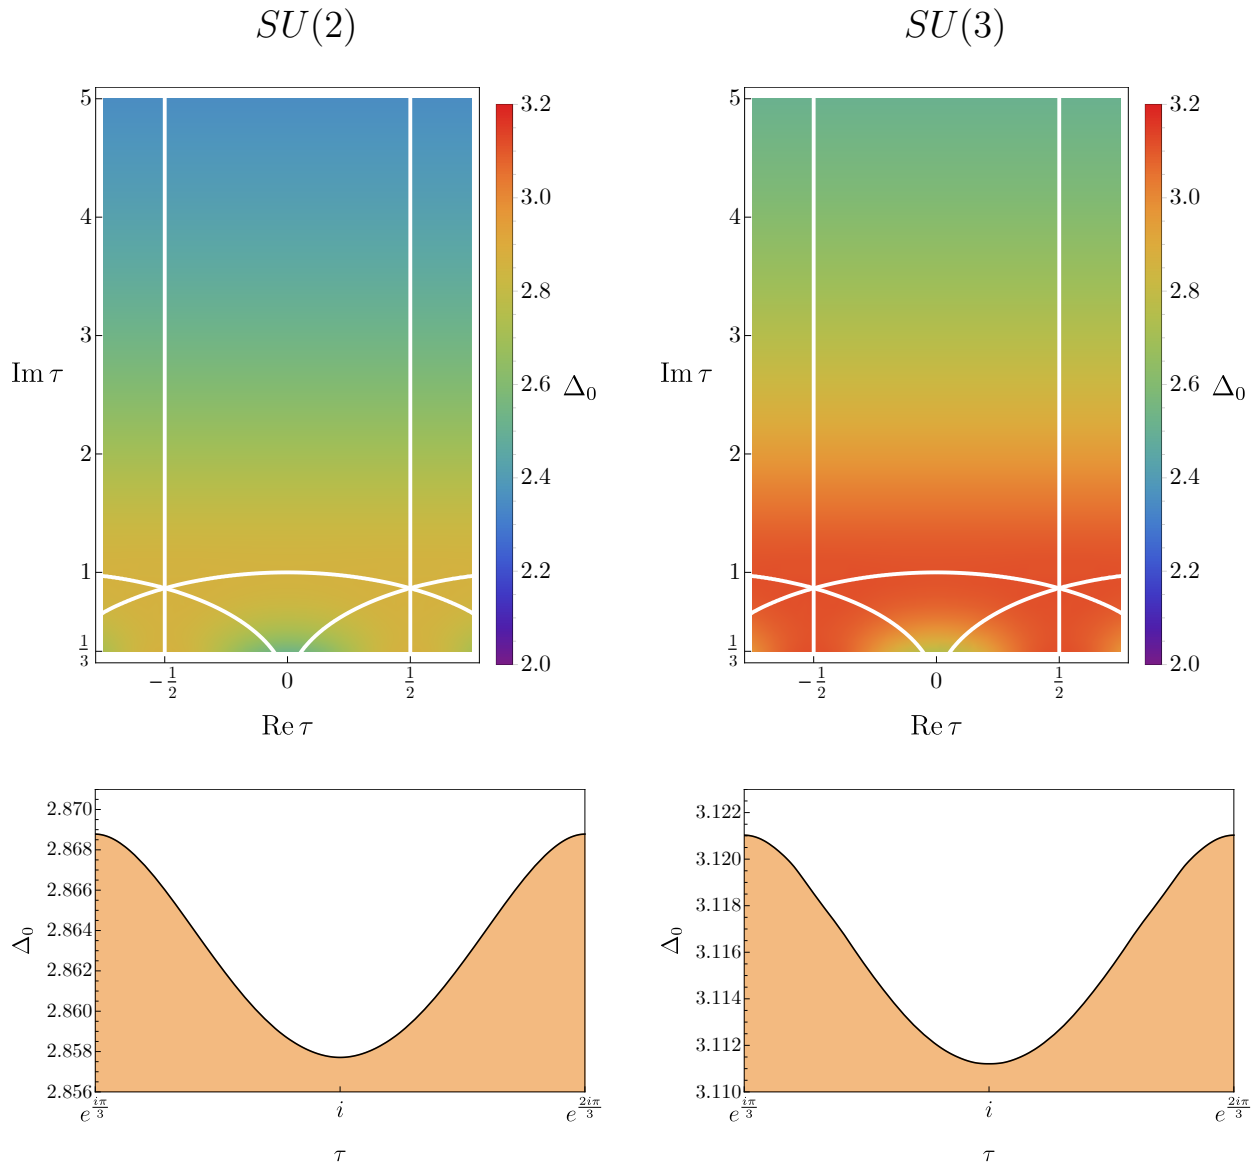 SU(2)
5
4
3
2
1
1/3
Im τ
−1/2
0
1/2
Re τ
3.2
3.0
2.8
2.6
2.4
2.2
2.0
Δ₀
SU(3)
5
4
3
2
1
1/3
Im τ
−1/2
0
1/2
Re τ
3.2
3.0
2.8
2.6
2.4
2.2
2.0
Δ₀
2.870
2.868
2.866
2.864
2.862
2.860
2.858
2.856
Δ₀
e^{iπ/3}
i
e^{2iπ/3}
τ
3.122
3.120
3.118
3.116
3.114
3.112
3.110
Δ₀
e^{iπ/3}
i
e^{2iπ/3}
τ